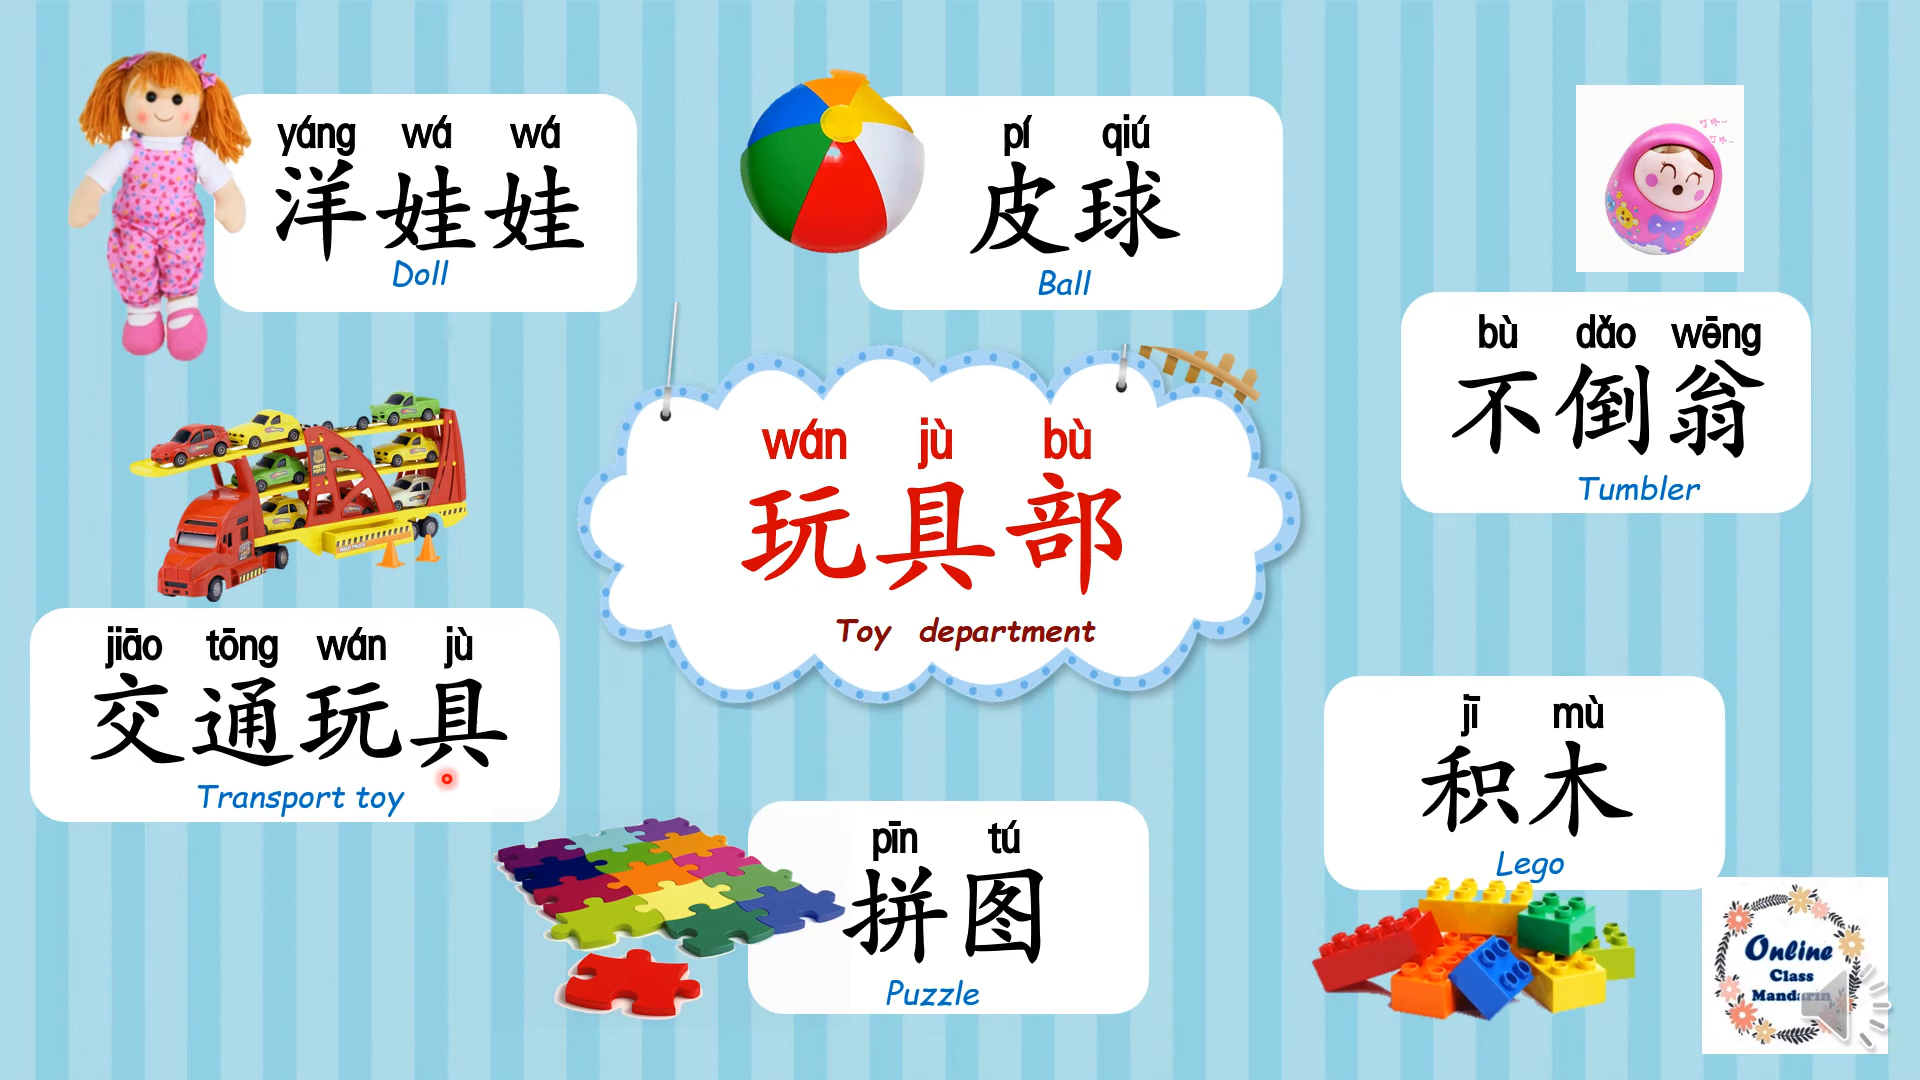 yáng wá wá
洋娃娃
Doll
pí qiú
皮球
Ball
bù dǎo wēng
不倒翁
Tumbler
wán jù bù
玩具部
Toy department
jiāo tōng wán jù
交通玩具
Transport toy
jī mù
积木
Lego
pīn tú
拼图
Puzzle
Online
Class
Mandarin